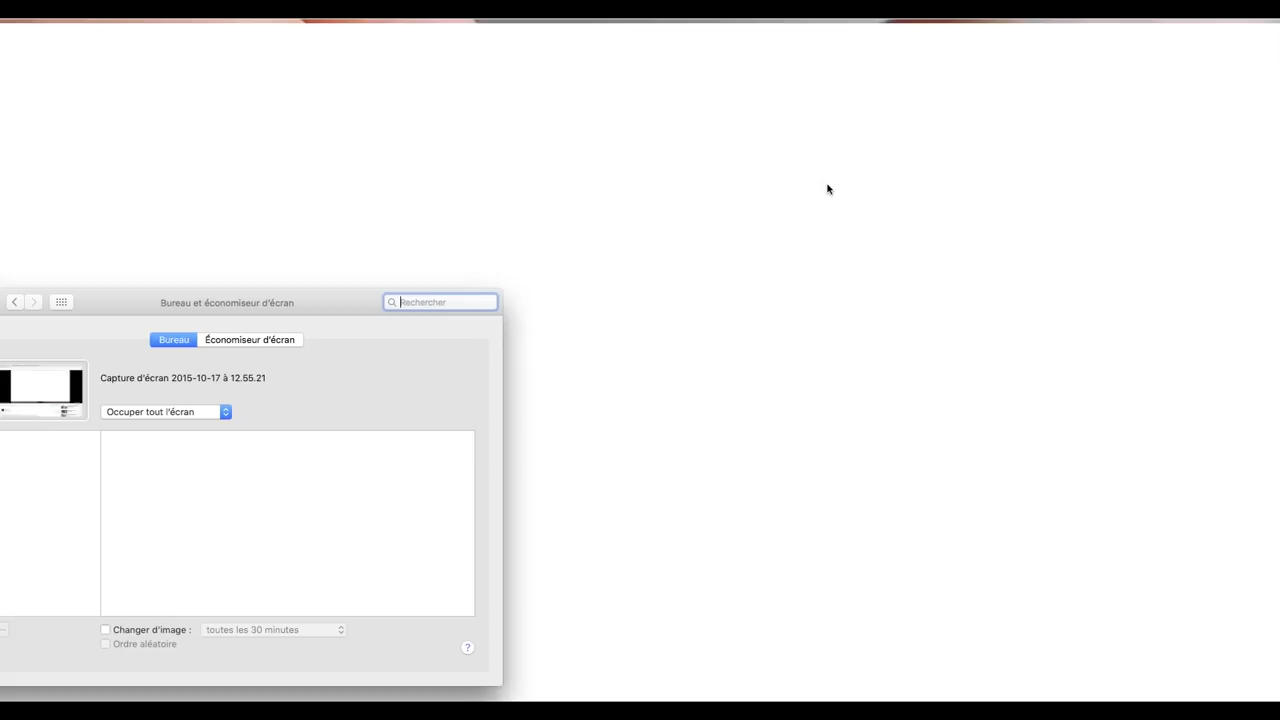 Bureau et économiseur d'écran
Rechercher
Bureau
Économiseur d'écran
Capture d'écran 2015-10-17 à 12.55.21
Occuper tout l'écran
Changer d'image :
toutes les 30 minutes
Ordre aléatoire
?